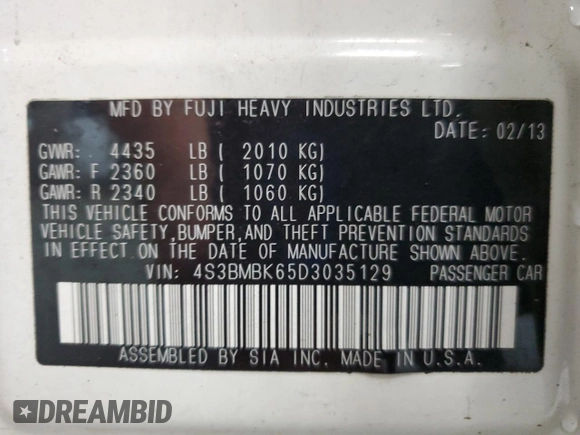 MFD BY FUJI HEAVY INDUSTRIES LTD.
DATE: 02/13
GVWR: 4435 LB ( 2010 KG)
GAWR: F 2360 LB ( 1070 KG)
GAWR: R 2340 LB ( 1060 KG)
THIS VEHICLE CONFORMS TO ALL APPLICABLE FEDERAL MOTOR
VEHICLE SAFETY,BUMPER,AND THEFT PREVENTION STANDARDS
IN EFFECT ON THE DATE OF MANUFACTURE SHOWN ABOVE.
VIN: 4S3BMBK65D3035129 PASSENGER CAR
ASSEMBLED BY SIA INC. MADE IN U.S.A.
DREAMBID